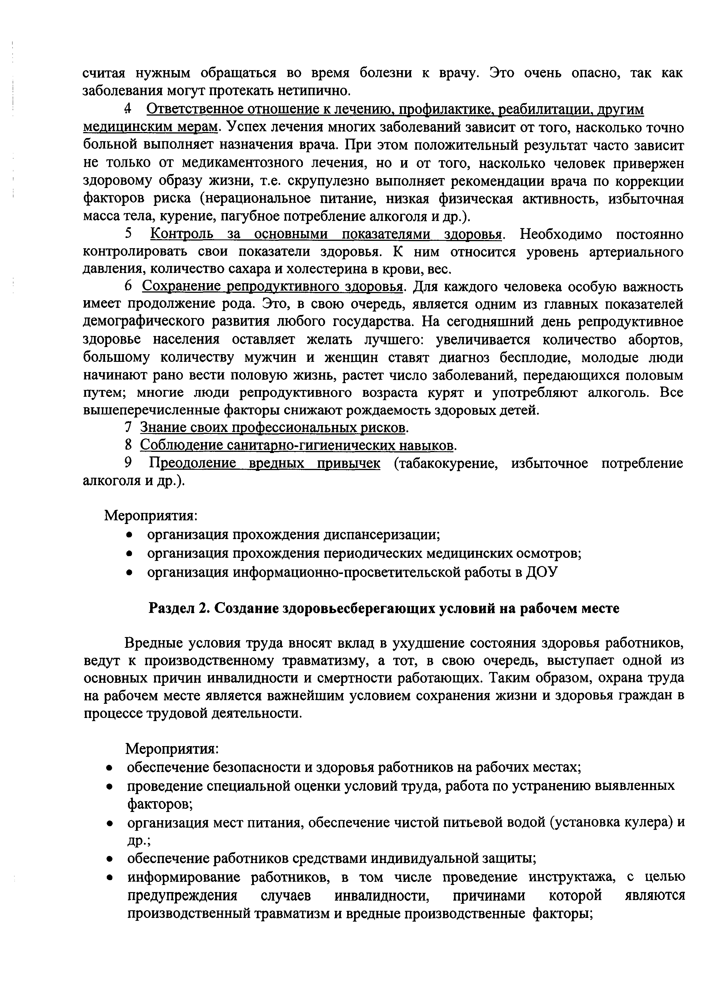 считая нужным обращаться во время болезни к врачу. Это очень опасно, так как
заболевания могут протекать нетипично.
4 Ответственное отношение к лечению, профилактике, реабилитации, другим
медицинским мерам. Успех лечения многих заболеваний зависит от того, насколько точно
больной выполняет назначения врача. При этом положительный результат часто зависит
не только от медикаментозного лечения, но и от того, насколько человек привержен
здоровому образу жизни, т.е. скрупулезно выполняет рекомендации врача по коррекции
факторов риска (нерациональное питание, низкая физическая активность, избыточная
масса тела, курение, пагубное потребление алкоголя и др.).
5 Контроль за основными показателями здоровья. Необходимо постоянно
контролировать свои показатели здоровья. К ним относится уровень артериального
давления, количество сахара и холестерина в крови, вес.
6 Сохранение репродуктивного здоровья. Для каждого человека особую важность
имеет продолжение рода. Это, в свою очередь, является одним из главных показателей
демографического развития любого государства. На сегодняшний день репродуктивное
здоровье населения оставляет желать лучшего: увеличивается количество абортов,
большому количеству мужчин и женщин ставят диагноз бесплодие, молодые люди
начинают рано вести половую жизнь, растет число заболеваний, передающихся половым
путем; многие люди репродуктивного возраста курят и употребляют алкоголь. Все
вышеперечисленные факторы снижают рождаемость здоровых детей.
7 Знание своих профессиональных рисков.
8 Соблюдение санитарно-гигиенических навыков.
9 Преодоление вредных привычек (табакокурение, избыточное потребление
алкоголя и др.).
Мероприятия:
• организация прохождения диспансеризации;
• организация прохождения периодических медицинских осмотров;
• организация информационно-просветительской работы в ДОУ
Раздел 2. Создание здоровьесберегающих условий на рабочем месте
Вредные условия труда вносят вклад в ухудшение состояния здоровья работников,
ведут к производственному травматизму, а тот, в свою очередь, выступает одной из
основных причин инвалидности и смертности работающих. Таким образом, охрана труда
на рабочем месте является важнейшим условием сохранения жизни и здоровья граждан в
процессе трудовой деятельности.
Мероприятия:
• обеспечение безопасности и здоровья работников на рабочих местах;
• проведение специальной оценки условий труда, работа по устранению выявленных
факторов;
• организация мест питания, обеспечение чистой питьевой водой (установка кулера) и
др.;
• обеспечение работников средствами индивидуальной защиты;
• информирование работников, в том числе проведение инструктажа, с целью
предупреждения случаев инвалидности, причинами которой являются
производственный травматизм и вредные производственные факторы;